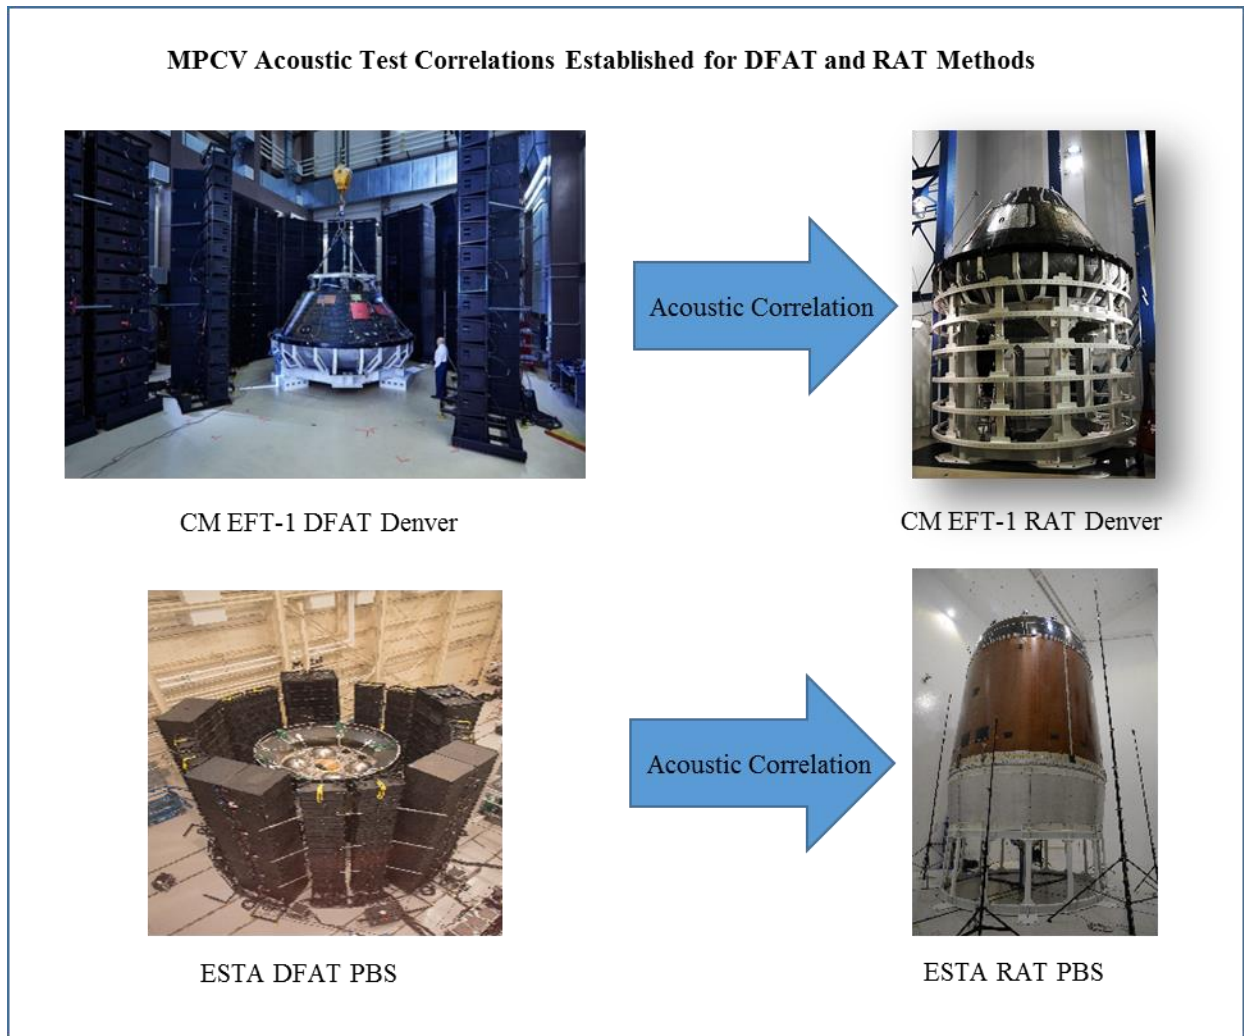 MPCV Acoustic Test Correlations Established for DFAT and RAT Methods
Acoustic Correlation
CM EFT-1 DFAT Denver
CM EFT-1 RAT Denver
Acoustic Correlation
ESTA DFAT PBS
ESTA RAT PBS